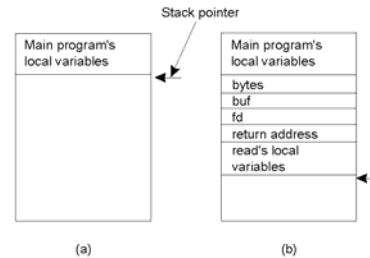 Stack pointer
Main program's
local variables
Main program's
local variables
bytes
buf
fd
return address
read's local
variables
(a)
(b)